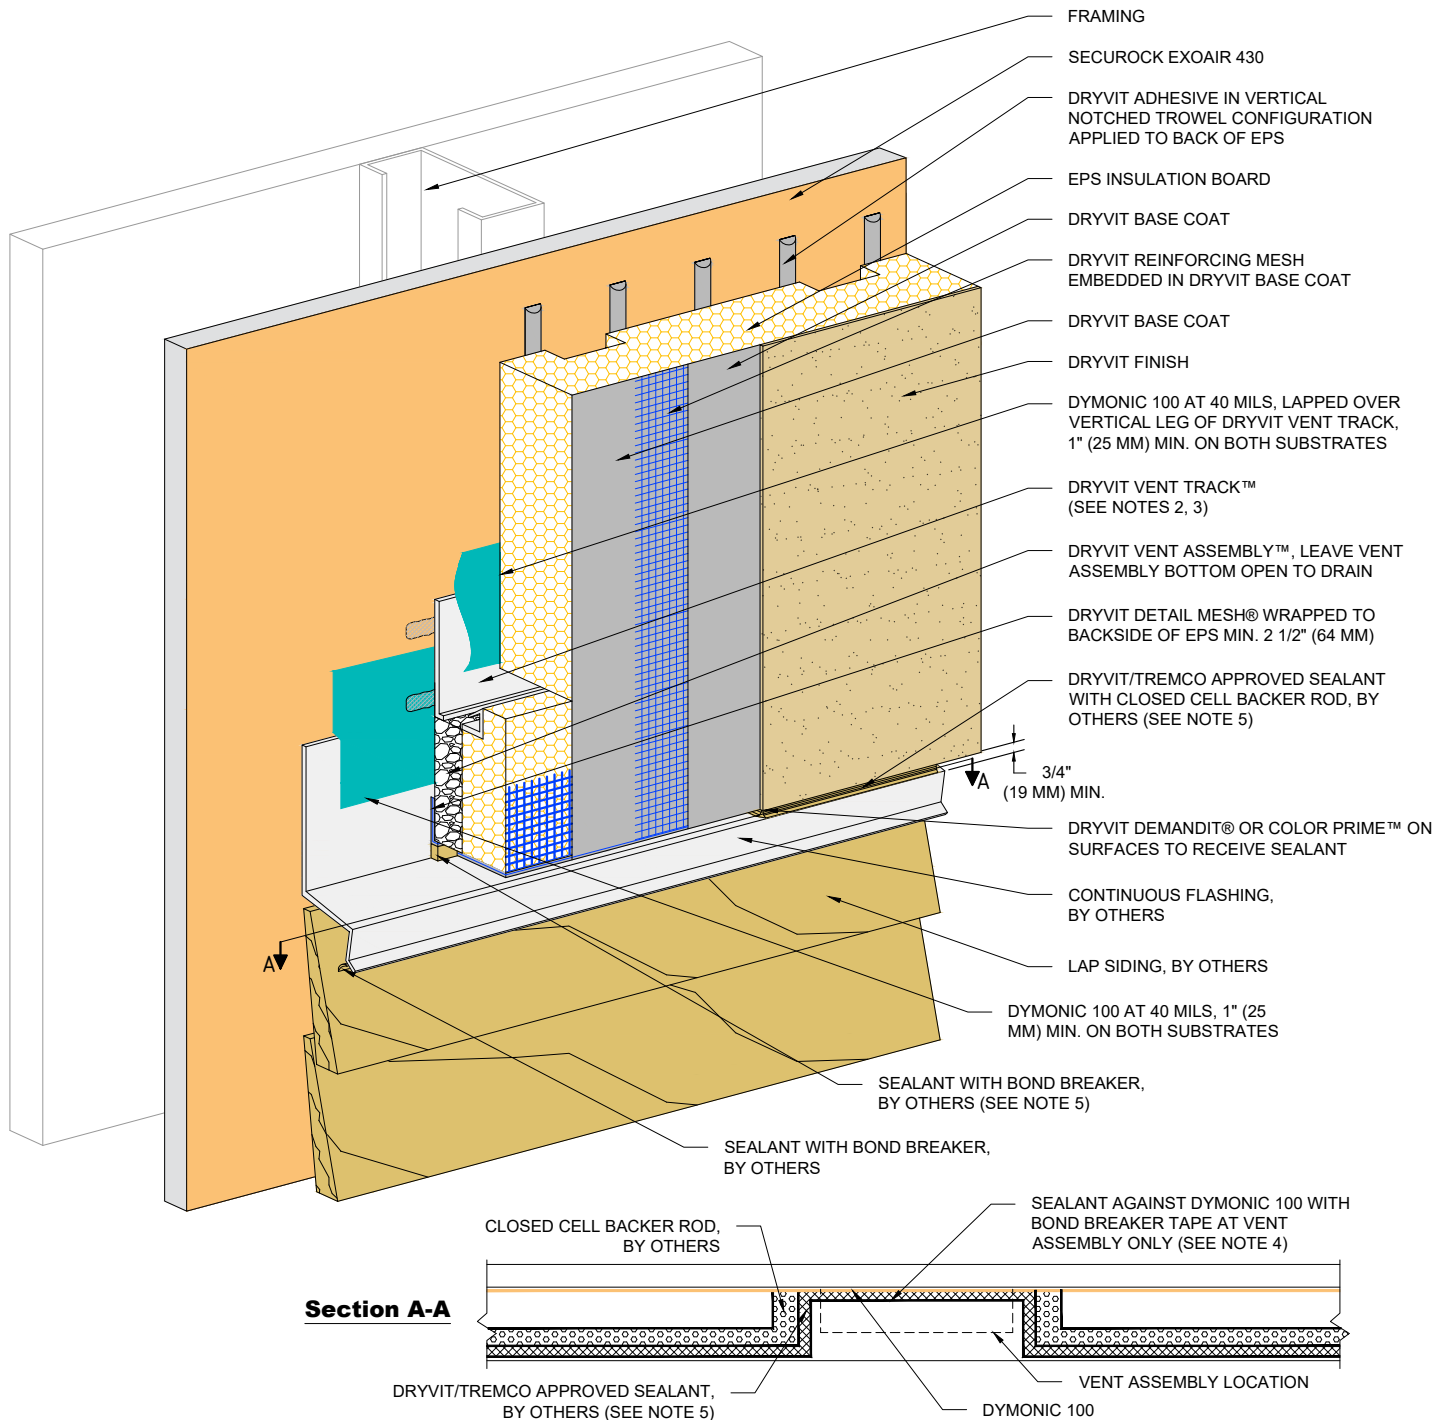 FRAMING
SECUROCK EXOAIR 430
DRYVIT ADHESIVE IN VERTICAL
NOTCHED TROWEL CONFIGURATION
APPLIED TO BACK OF EPS
EPS INSULATION BOARD
DRYVIT BASE COAT
DRYVIT REINFORCING MESH
EMBEDDED IN DRYVIT BASE COAT
DRYVIT BASE COAT
DRYVIT FINISH
DYMONIC 100 AT 40 MILS, LAPPED OVER
VERTICAL LEG OF DRYVIT VENT TRACK,
1" (25 MM) MIN. ON BOTH SUBSTRATES
DRYVIT VENT TRACK™
(SEE NOTES 2, 3)
DRYVIT VENT ASSEMBLY™, LEAVE VENT
ASSEMBLY BOTTOM OPEN TO DRAIN
DRYVIT DETAIL MESH® WRAPPED TO
BACKSIDE OF EPS MIN. 2 1/2" (64 MM)
DRYVIT/TREMCO APPROVED SEALANT
WITH CLOSED CELL BACKER ROD, BY
OTHERS (SEE NOTE 5)
A
3/4"
(19 MM) MIN.
DRYVIT DEMANDIT® OR COLOR PRIME™ ON
SURFACES TO RECEIVE SEALANT
CONTINUOUS FLASHING,
BY OTHERS
A
LAP SIDING, BY OTHERS
DYMONIC 100 AT 40 MILS, 1" (25
MM) MIN. ON BOTH SUBSTRATES
SEALANT WITH BOND BREAKER,
BY OTHERS (SEE NOTE 5)
SEALANT WITH BOND BREAKER,
BY OTHERS
SEALANT AGAINST DYMONIC 100 WITH
BOND BREAKER TAPE AT VENT
ASSEMBLY ONLY (SEE NOTE 4)
CLOSED CELL BACKER ROD,
BY OTHERS
Section A-A
VENT ASSEMBLY LOCATION
DRYVIT/TREMCO APPROVED SEALANT,
BY OTHERS (SEE NOTE 5)
DYMONIC 100